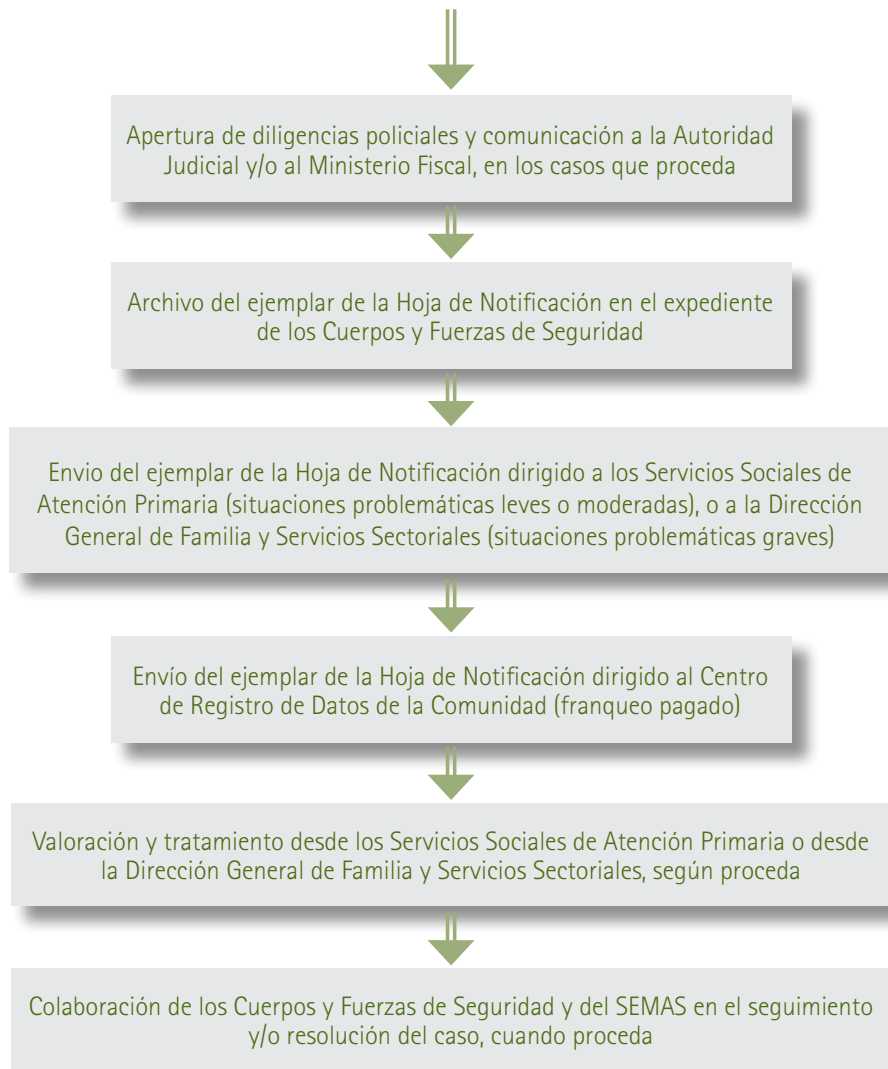 Apertura de diligencias policiales y comunicación a la Autoridad
Judicial y/o al Ministerio Fiscal, en los casos que proceda
Archivo del ejemplar de la Hoja de Notificación en el expediente
de los Cuerpos y Fuerzas de Seguridad
Envio del ejemplar de la Hoja de Notificación dirigido a los Servicios Sociales de
Atención Primaria (situaciones problemáticas leves o moderadas), o a la Dirección
General de Familia y Servicios Sectoriales (situaciones problemáticas graves)
Envío del ejemplar de la Hoja de Notificación dirigido al Centro
de Registro de Datos de la Comunidad (franqueo pagado)
Valoración y tratamiento desde los Servicios Sociales de Atención Primaria o desde
la Dirección General de Familia y Servicios Sectoriales, según proceda
Colaboración de los Cuerpos y Fuerzas de Seguridad y del SEMAS en el seguimiento
y/o resolución del caso, cuando proceda